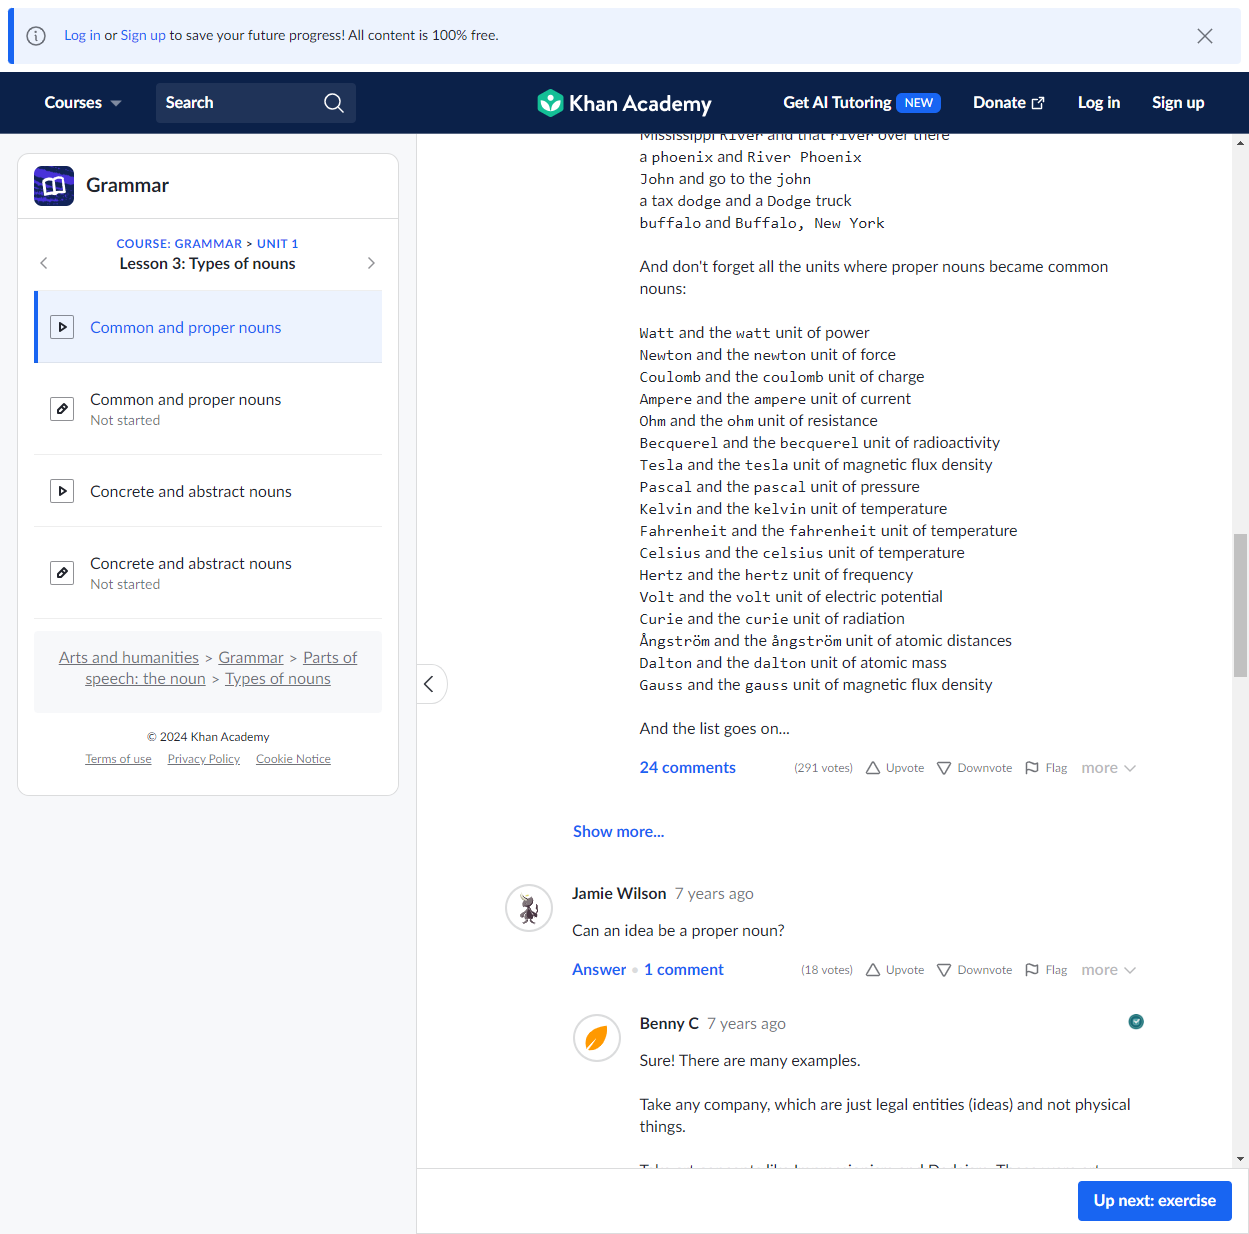 Log in or Sign up to save your future progress! All content is 100% free.
Courses
Search
Khan Academy
Get AI Tutoring NEW
Donate
Log in
Sign up
Grammar
COURSE: GRAMMAR > UNIT 1
Lesson 3: Types of nouns
Common and proper nouns
Common and proper nouns
Not started
Concrete and abstract nouns
Concrete and abstract nouns
Not started
Arts and humanities > Grammar > Parts of
speech: the noun > Types of nouns
© 2024 Khan Academy
Terms of use Privacy Policy Cookie Notice
Mississippi River and that river over there
a phoenix and River Phoenix
John and go to the john
a tax dodge and a Dodge truck
buffalo and Buffalo, New York
And don't forget all the units where proper nouns became common
nouns:
Watt and the watt unit of power
Newton and the newton unit of force
Coulomb and the coulomb unit of charge
Ampere and the ampere unit of current
Ohm and the ohm unit of resistance
Becquerel and the becquerel unit of radioactivity
Tesla and the tesla unit of magnetic flux density
Pascal and the pascal unit of pressure
Kelvin and the kelvin unit of temperature
Fahrenheit and the fahrenheit unit of temperature
Celsius and the celsius unit of temperature
Hertz and the hertz unit of frequency
Volt and the volt unit of electric potential
Curie and the curie unit of radiation
Ångström and the ångström unit of atomic distances
Dalton and the dalton unit of atomic mass
Gauss and the gauss unit of magnetic flux density
And the list goes on...
24 comments (291 votes) Upvote Downvote Flag more
Show more...
Jamie Wilson 7 years ago
Can an idea be a proper noun?
Answer • 1 comment (18 votes) Upvote Downvote Flag more
Benny C 7 years ago
Sure! There are many examples.
Take any company, which are just legal entities (ideas) and not physical
things.
Up next: exercise